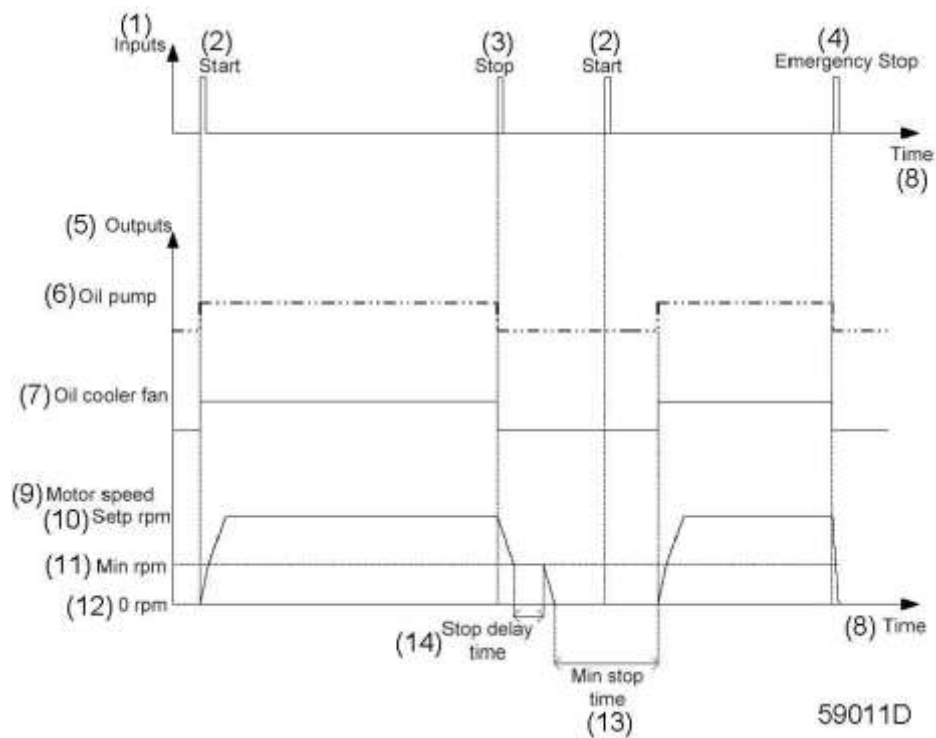 (1)
Inputs
(2)
Start
(3)
Stop
(2)
Start
(4)
Emergency Stop
Time
(8)
(5) Outputs
(6) Oil pump
(7) Oil cooler fan
(9) Motor speed
(10) Setp rpm
(11) Min rpm
(12) 0 rpm
(8) Time
(14) Stop delay
time
Min stop
time
(13)
59011D